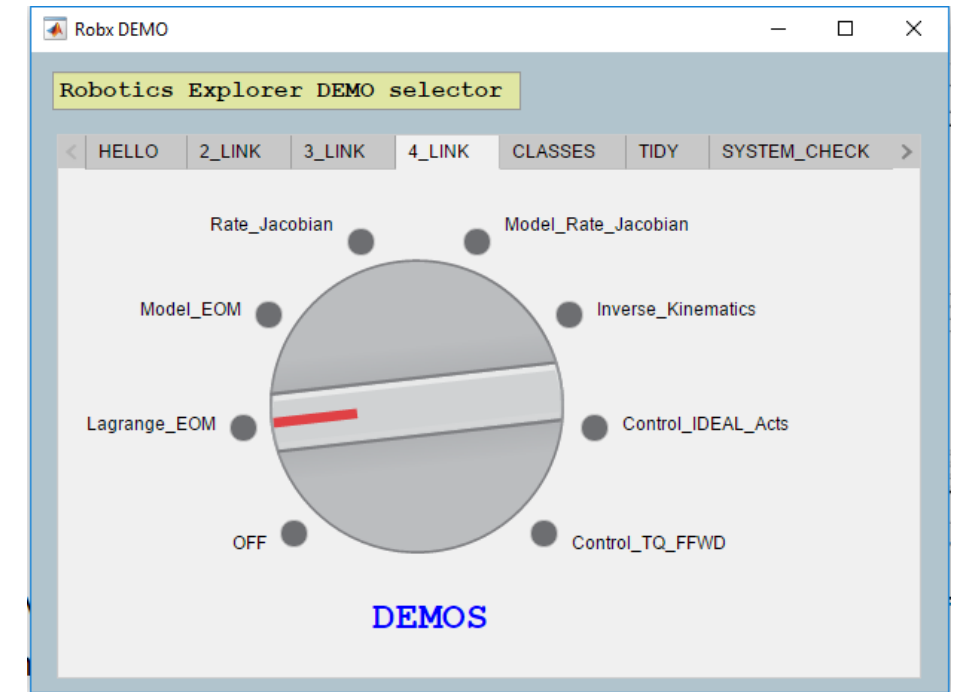 Robx DEMO
Robotics Explorer DEMO selector
HELLO 2_LINK 3_LINK 4_LINK CLASSES TIDY SYSTEM_CHECK
Rate_Jacobian Model_Rate_Jacobian
Model_EOM Inverse_Kinematics
Lagrange_EOM Control_IDEAL_Acts
OFF Control_TQ_FFWD
DEMOS